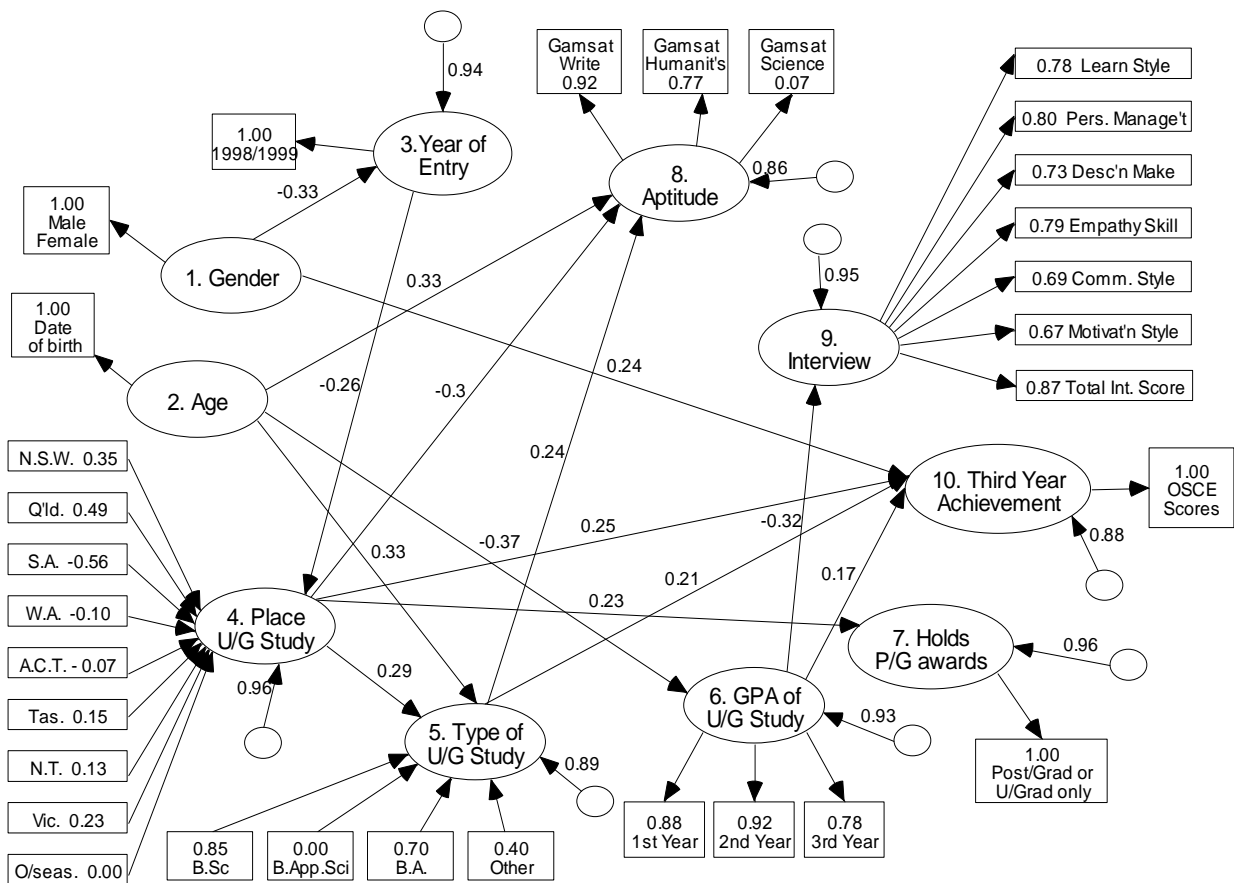 0.94
Gamsat
Write
0.92
Gamsat
Humanit's
0.77
Gamsat
Science
0.07
0.78 Learn Style
0.80 Pers. Manage't
0.73 Desc'n Make
0.79 Empathy Skill
0.69 Comm. Style
0.67 Motivat'n Style
0.87 Total Int. Score
1.00
1998/1999
3.Year of
Entry
-0.33
8.
Aptitude
0.86
1.00
Male
Female
1. Gender
0.33
0.95
9.
Interview
1.00
Date
of birth
2. Age
-0.26
-0.3
0.24
0.24
N.S.W. 0.35
Q'ld. 0.49
S.A. -0.56
W.A. -0.10
A.C.T. - 0.07
Tas. 0.15
N.T. 0.13
Vic. 0.23
O/seas. 0.00
10. Third Year
Achievement
1.00
OSCE
Scores
0.88
0.33
-0.37
0.25
-0.32
0.21
0.17
0.23
4. Place
U/G Study
0.96
0.29
7. Holds
P/G awards
0.96
5. Type of
U/G Study
0.89
6. GPA of
U/G Study
0.93
1.00
Post/Grad or
U/Grad only
0.85
B.Sc
0.00
B.App.Sci
0.70
B.A.
0.40
Other
0.88
1st Year
0.92
2nd Year
0.78
3rd Year